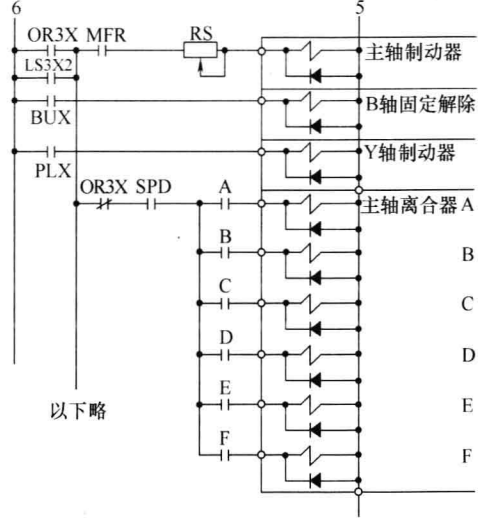 6 5
OR3X MFR RS 主轴制动器
LS3X2
BUX B轴固定解除
PLX Y轴制动器
OR3X SPD A 主轴离合器A
B B
C C
D D
E E
F F
以下略